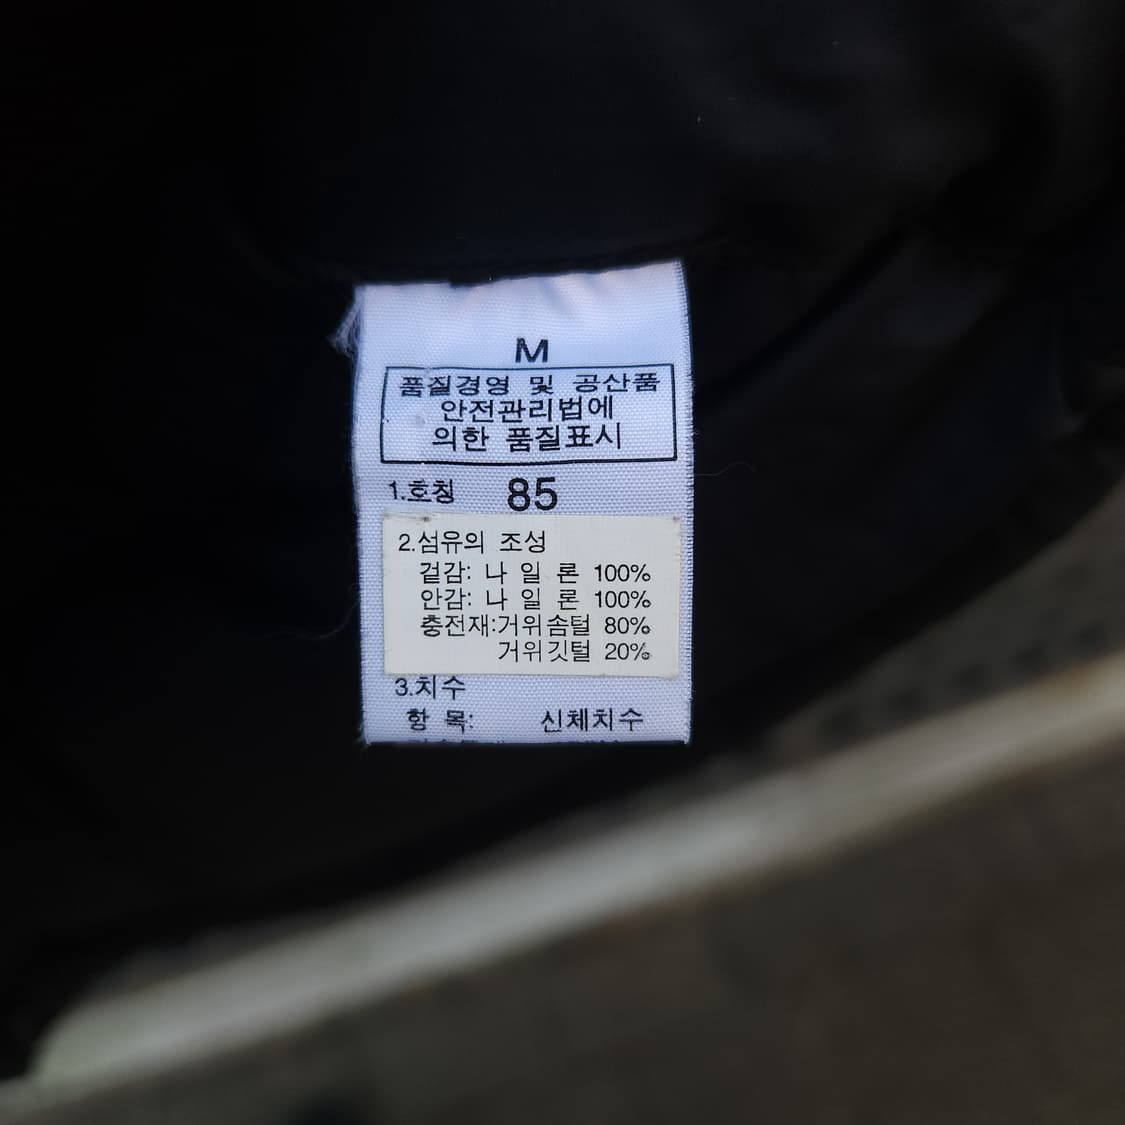 M
품질경영 및 공산품
안전관리법에
의한 품질표시
1.호칭 85
2.섬유의 조성
겉감: 나 일 론 100%
안감: 나 일 론 100%
충전재:거위솜털 80%
거위깃털 20%
3.치수
항 목: 신체치수